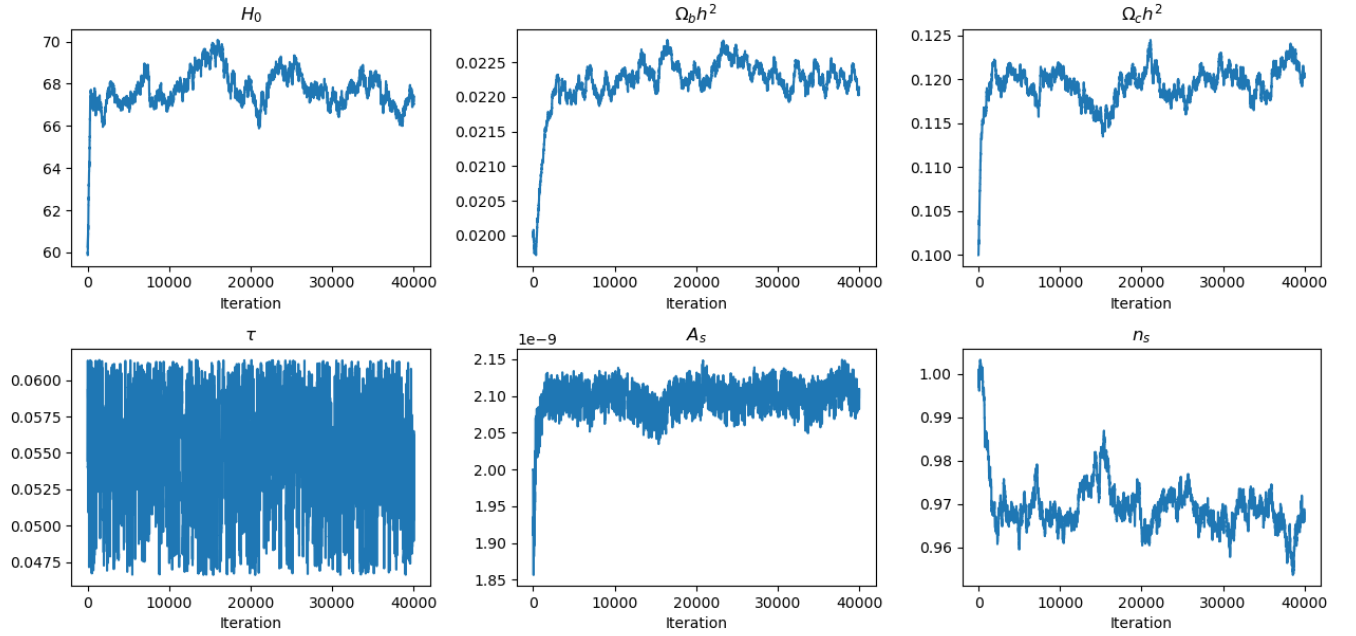 H₀
70
68
66
64
62
60
0 10000 20000 30000 40000
Iteration
Ω_bh²
0.0225
0.0220
0.0215
0.0210
0.0205
0.0200
0 10000 20000 30000 40000
Iteration
Ω_ch²
0.125
0.120
0.115
0.110
0.105
0.100
0 10000 20000 30000 40000
Iteration
τ
0.0600
0.0575
0.0550
0.0525
0.0500
0.0475
0 10000 20000 30000 40000
Iteration
A_s
1e−9
2.15
2.10
2.05
2.00
1.95
1.90
1.85
0 10000 20000 30000 40000
Iteration
n_s
1.00
0.99
0.98
0.97
0.96
0 10000 20000 30000 40000
Iteration